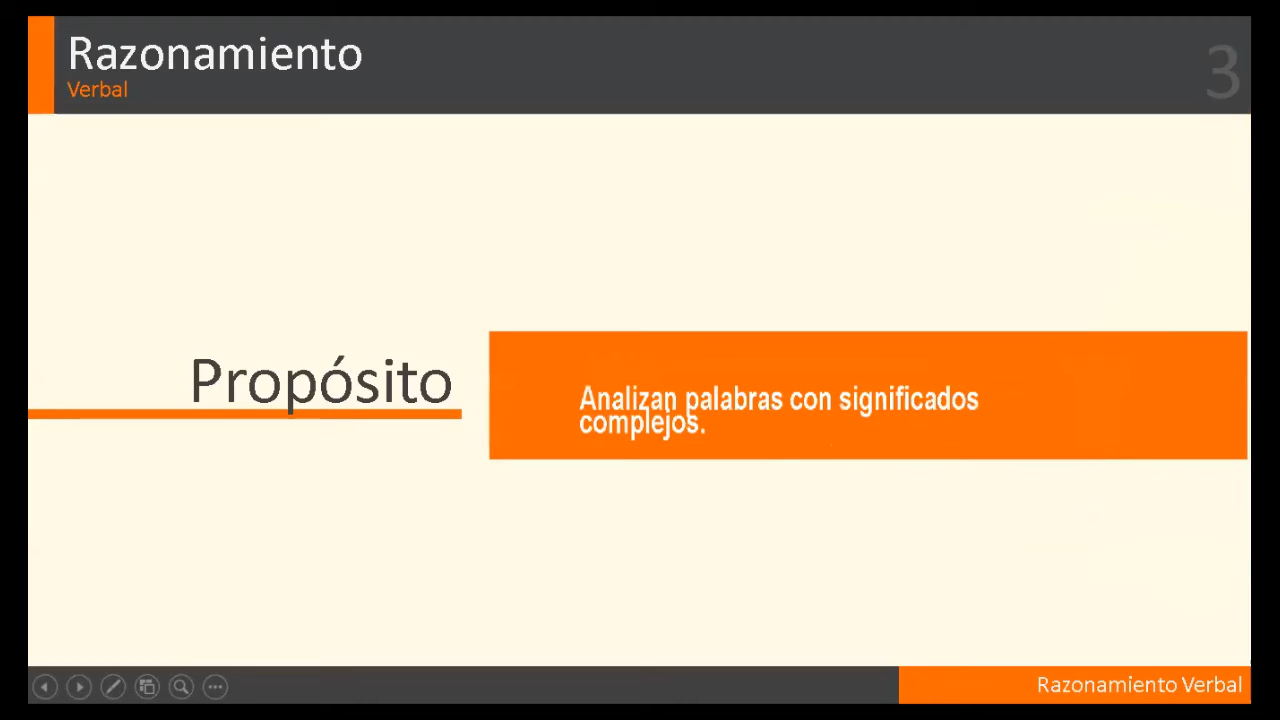 Razonamiento
Verbal
3
Propósito
Analizan palabras con significados
complejos.
Razonamiento Verbal